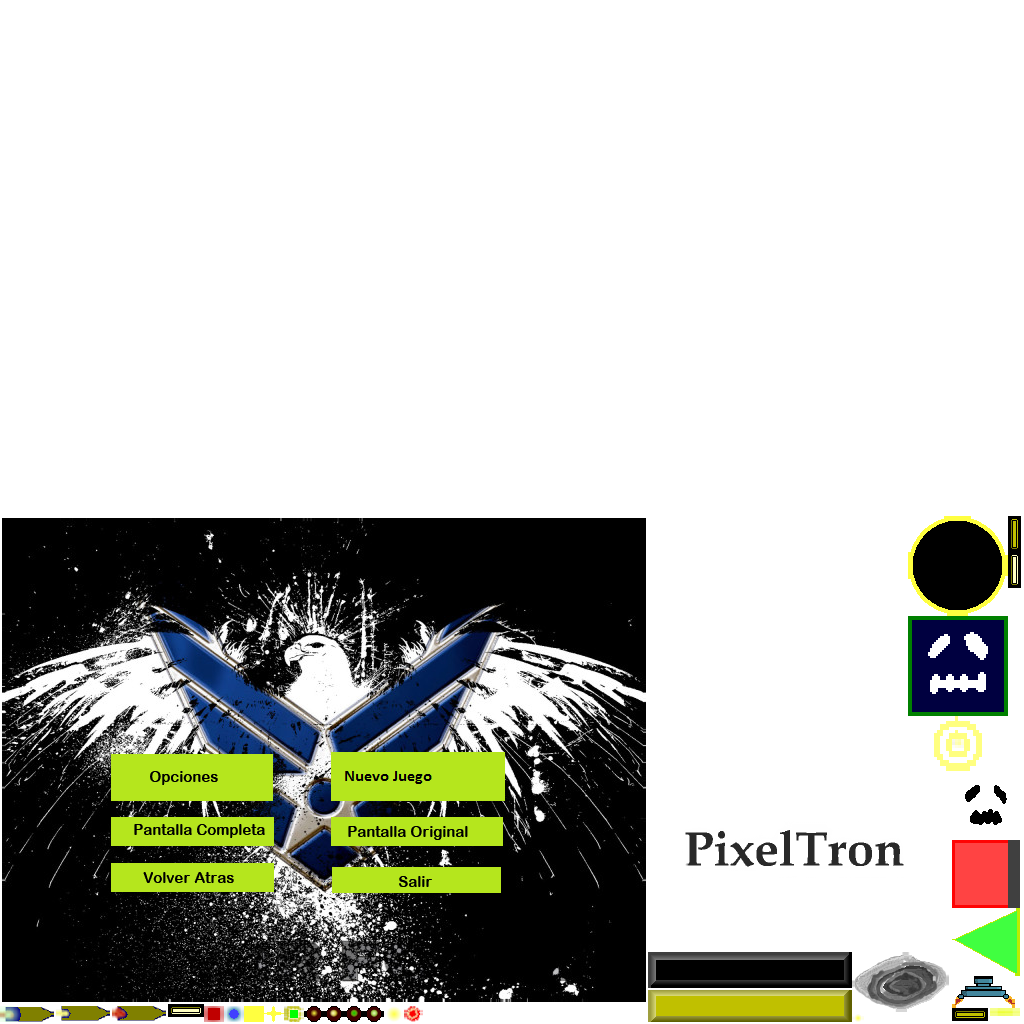 Opciones
Nuevo Juego
Pantalla Completa
Pantalla Original
Volver Atras
Salir
PixelTron